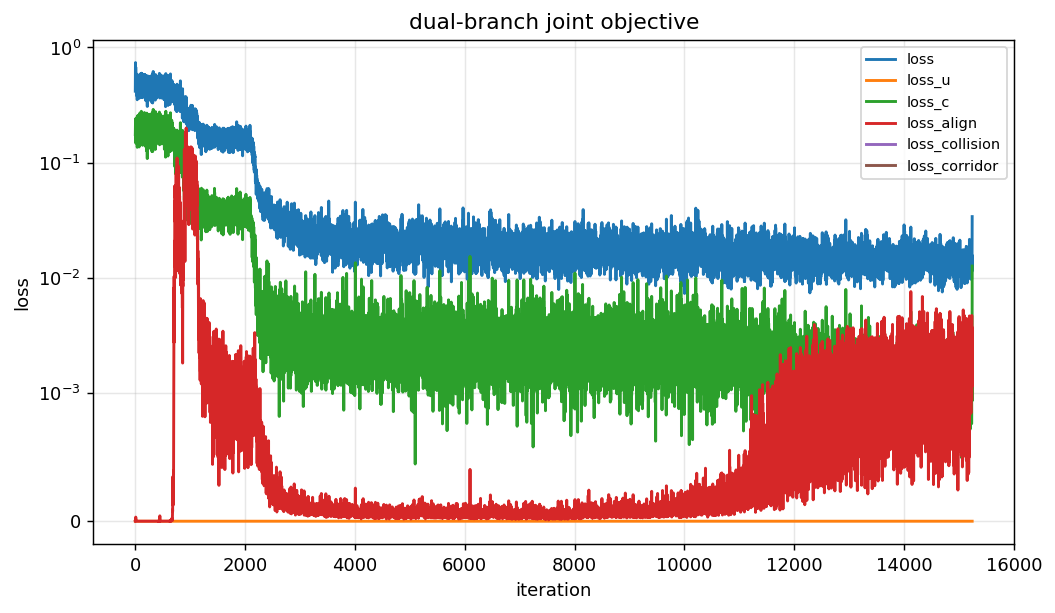 dual-branch joint objective
10⁰
10⁻¹
10⁻²
10⁻³
0
loss
0 2000 4000 6000 8000 10000 12000 14000 16000
iteration
loss
loss_u
loss_c
loss_align
loss_collision
loss_corridor